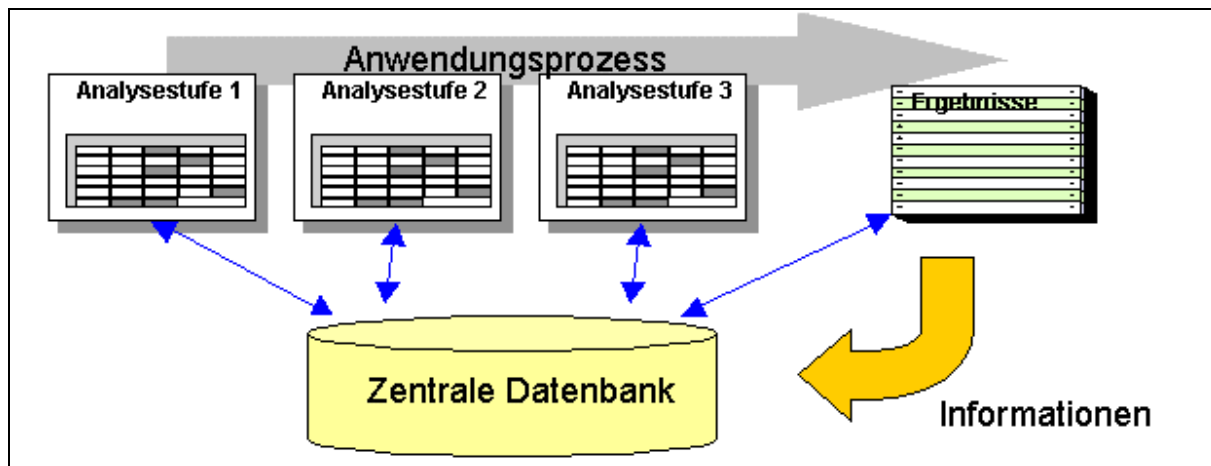 Anwendungsprozess
Analysestufe 1
Analysestufe 2
Analysestufe 3
Ergebnisse
Zentrale Datenbank
Informationen